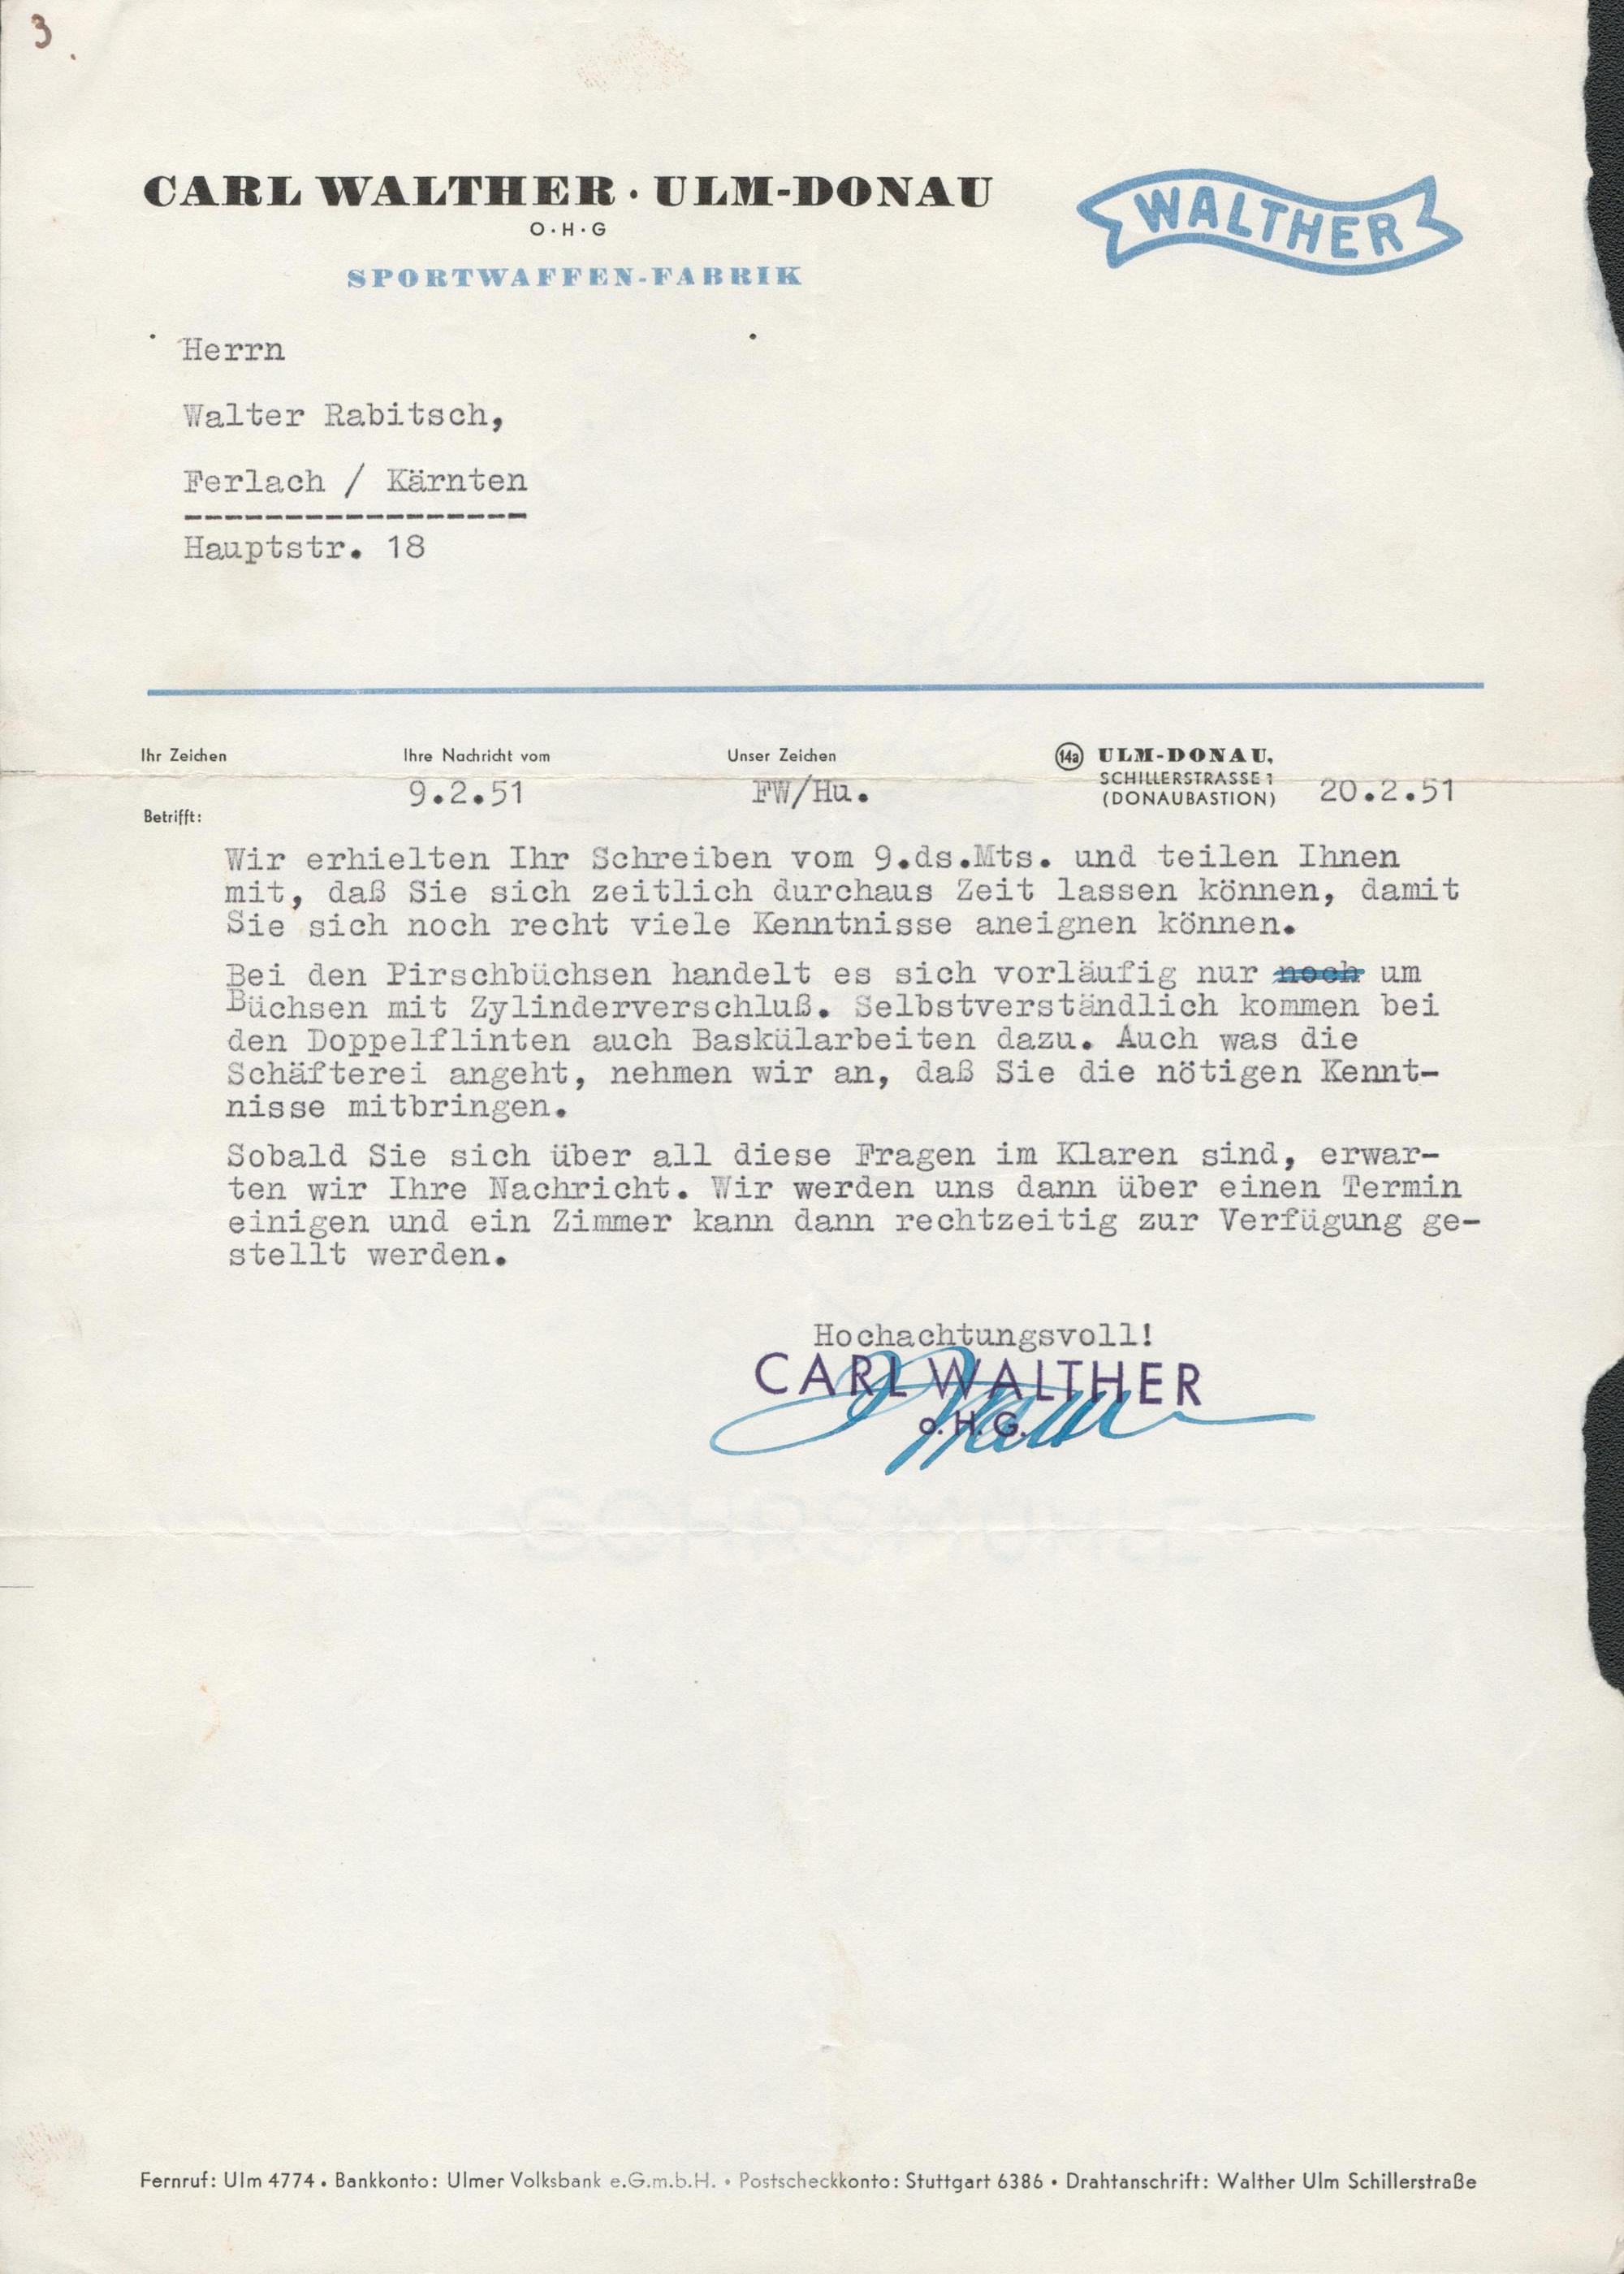 3
CARL WALTHER · ULM-DONAU
O·H·G
SPORTWAFFEN-FABRIK
WALTHER
Herrn
Walter Rabitsch,
Ferlach / Kärnten
Hauptstr. 18
Ihr Zeichen Ihre Nachricht vom Unser Zeichen 14a ULM-DONAU,
SCHILLERSTRASSE 1
9.2.51 FW/Hu. (DONAUBASTION) 20.2.51
Betrifft:
Wir erhielten Ihr Schreiben vom 9.ds.Mts. und teilen Ihnen
mit, daß Sie sich zeitlich durchaus Zeit lassen können, damit
Sie sich noch recht viele Kenntnisse aneignen können.
Bei den Pirschbüchsen handelt es sich vorläufig nur noch um
Büchsen mit Zylinderverschluß. Selbstverständlich kommen bei
den Doppelflinten auch Baskülarbeiten dazu. Auch was die
Schäfterei angeht, nehmen wir an, daß Sie die nötigen Kennt-
nisse mitbringen.
Sobald Sie sich über all diese Fragen im Klaren sind, erwar-
ten wir Ihre Nachricht. Wir werden uns dann über einen Termin
einigen und ein Zimmer kann dann rechtzeitig zur Verfügung ge-
stellt werden.
Hochachtungsvoll!
CARL WALTHER
O.H.G.
Fernruf: Ulm 4774 • Bankkonto: Ulmer Volksbank e.G.m.b.H. • Postscheckkonto: Stuttgart 6386 • Drahtanschrift: Walther Ulm Schillerstraße